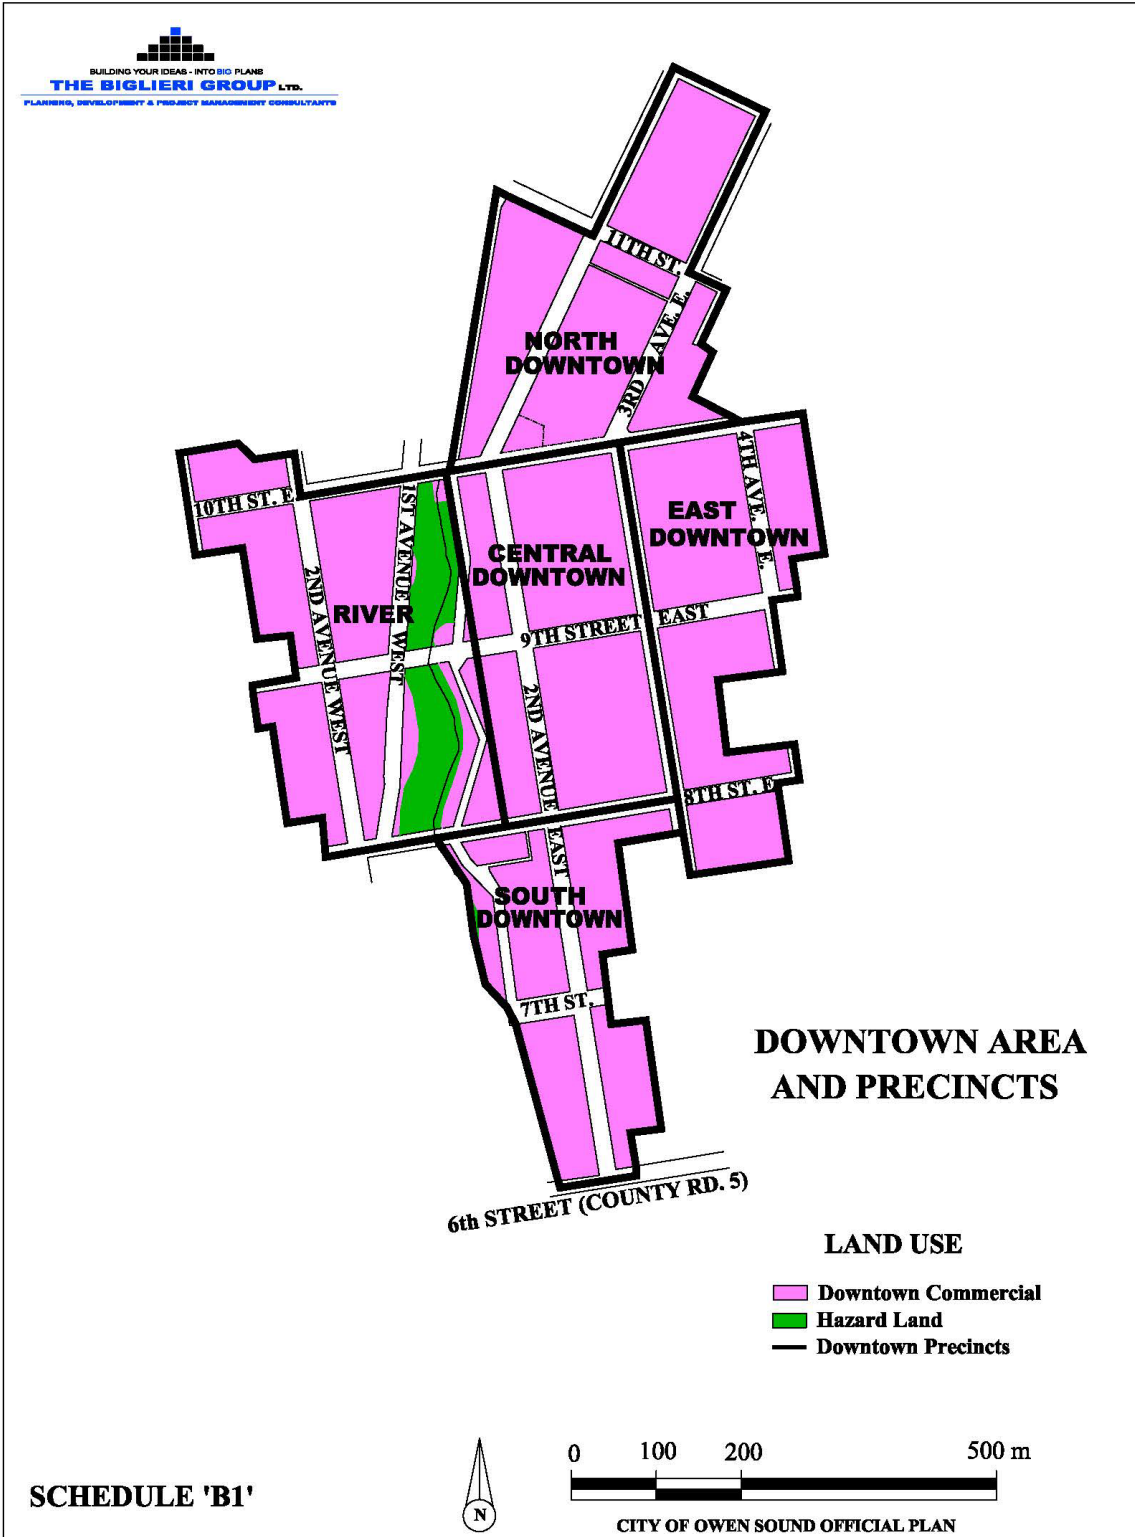 BUILDING YOUR IDEAS - INTO BIG PLANS
THE BIGLIERI GROUP LTD.
PLANNING, DEVELOPMENT & PROJECT MANAGEMENT CONSULTANTS
11TH ST.
3RD AVE. E.
NORTH
DOWNTOWN
4TH AVE. E.
10TH ST. E.
1ST AVENUE WEST
EAST
DOWNTOWN
CENTRAL
DOWNTOWN
2ND AVENUE WEST
RIVER
9TH STREET EAST
2ND AVENUE EAST
8TH ST. E
SOUTH
DOWNTOWN
7TH ST.
DOWNTOWN AREA
AND PRECINCTS
6th STREET (COUNTY RD. 5)
LAND USE
Downtown Commercial
Hazard Land
Downtown Precincts
0 100 200 500 m
SCHEDULE 'B1'
N
CITY OF OWEN SOUND OFFICIAL PLAN